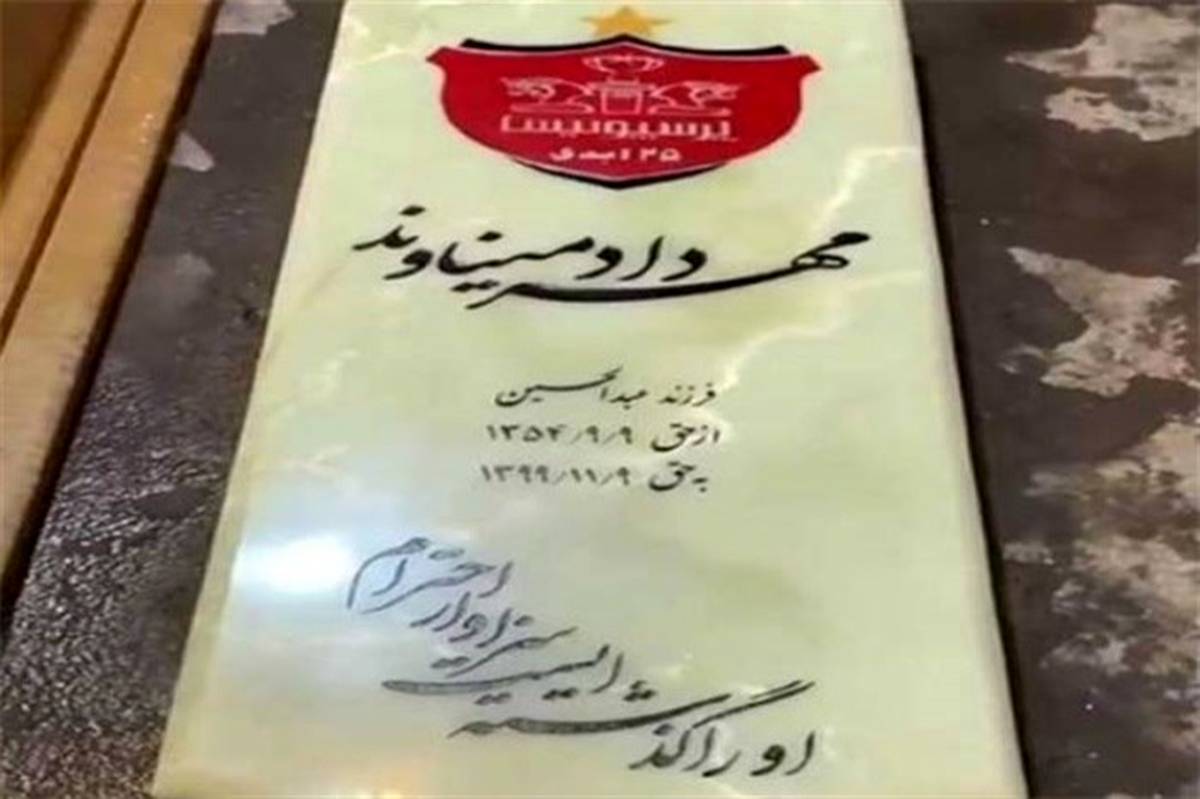 پرسپولیس
۲۵ ابدی
مهرداد میناوند
فرزند عبدالحسین
از حق ۱۳۵۴/۹/۹
به حق ۱۳۹۹/۱۱/۹
او را گذشته ایست سزاوار احترام